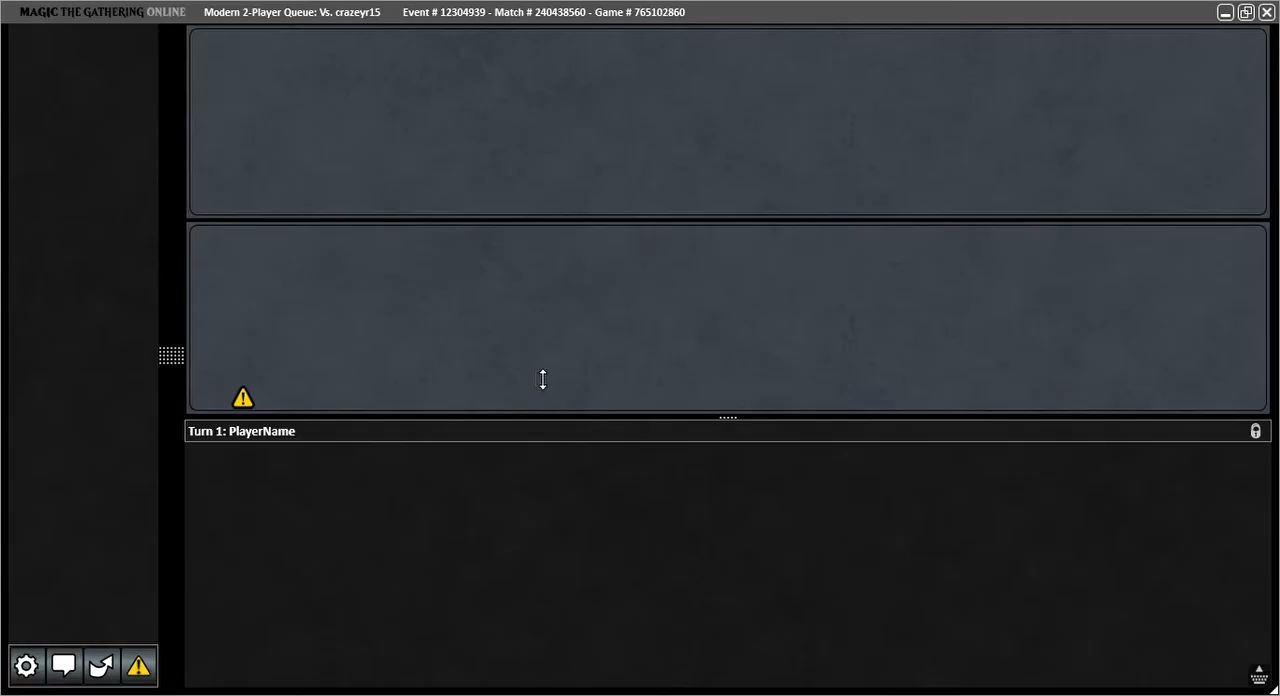 MAGIC THE GATHERING ONLINE Modern 2-Player Queue: Vs. crazeyr15 Event # 12304939 - Match # 240438560 - Game # 765102860
Turn 1: PlayerName